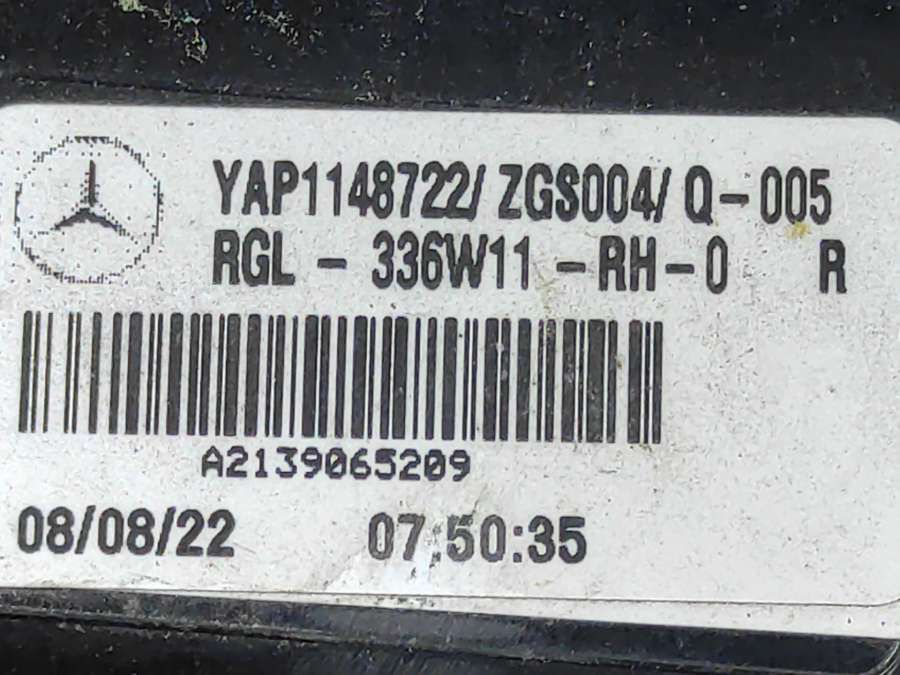 YAP1148722/ ZGS004/ Q-005
RGL - 336W11 -RH-0 R
A2139065209
08/08/22 07:50:35